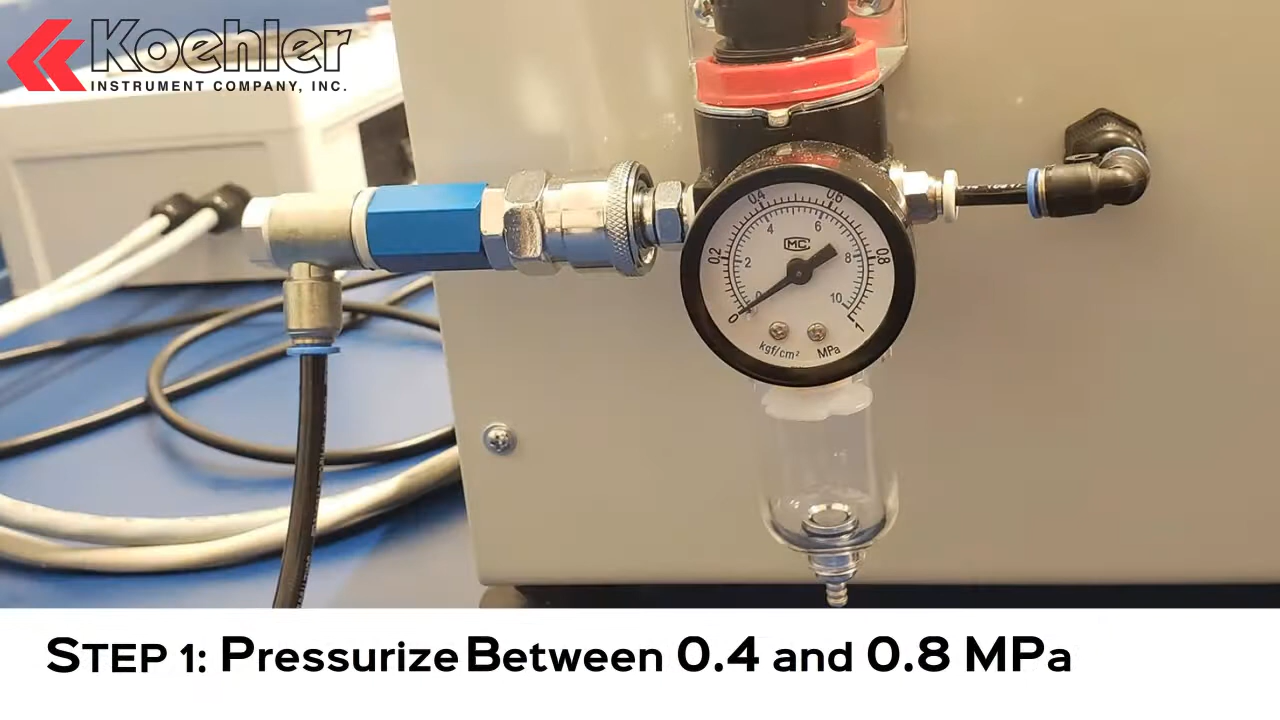 Koehler
INSTRUMENT COMPANY, INC.
0.4 0.6
4 6
MC
0.2 0.8
2 8
0 10
0 1
kgf/cm² MPa
STEP 1: Pressurize Between 0.4 and 0.8 MPa